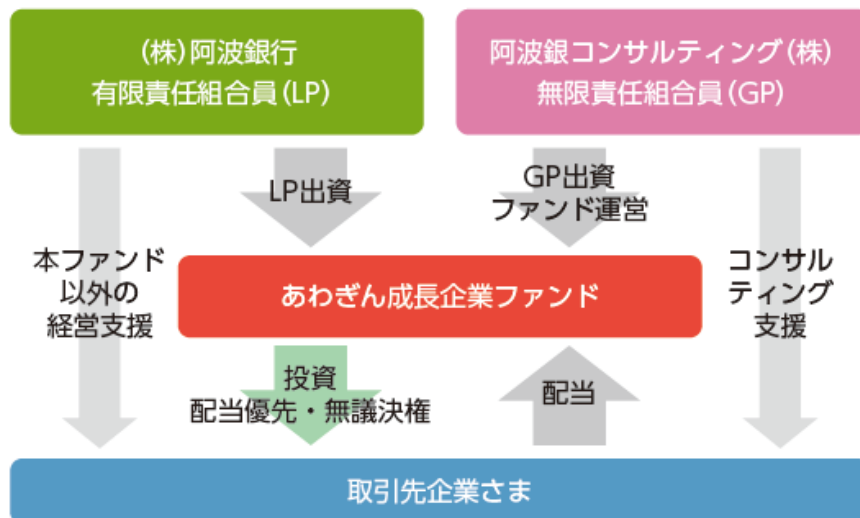 (株)阿波銀行
有限責任組合員(LP)
阿波銀コンサルティング(株)
無限責任組合員(GP)
LP出資
GP出資
ファンド運営
本ファンド
以外の
経営支援
あわぎん成長企業ファンド
コンサル
ティング
支援
投資
配当優先・無議決権
配当
取引先企業さま